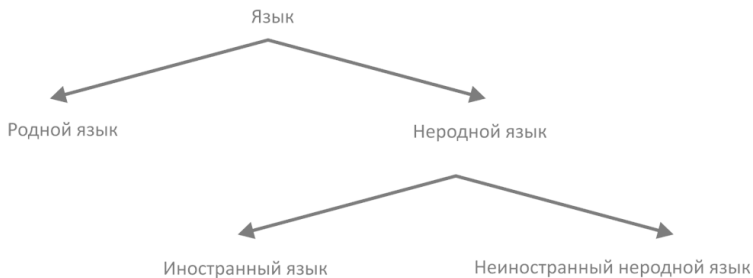 Язык
Родной язык
Неродной язык
Иностранный язык
Неиностранный неродной язык